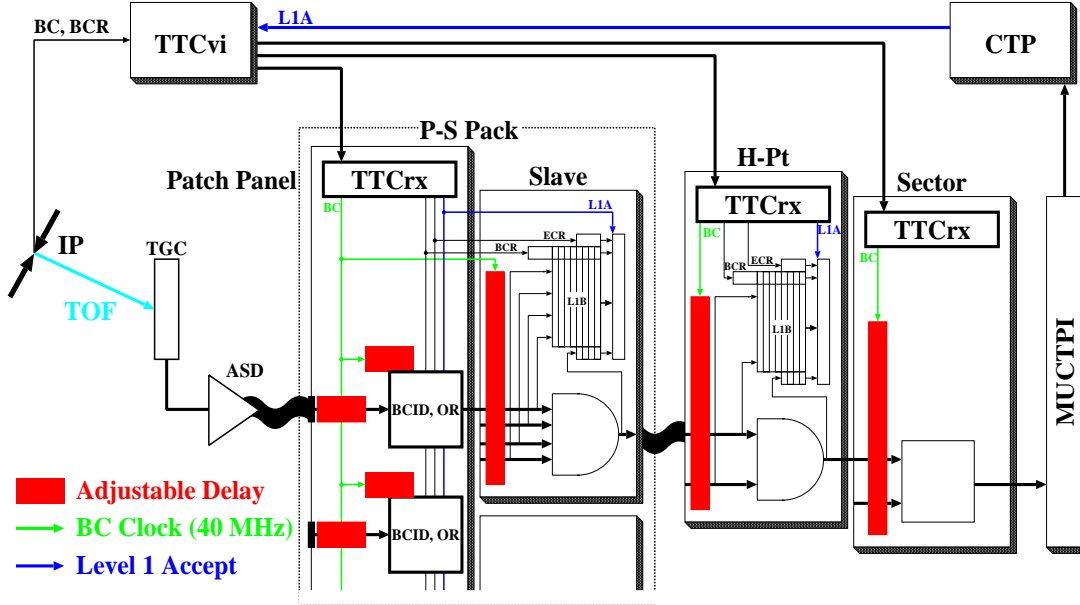 BC, BCR
TTCvi
L1A
CTP
P-S Pack
Patch Panel
TTCrx
BC
Slave
L1A
ECR
BCR
L1B
H-Pt
TTCrx
BC
L1A
ECR
BCR
L1B
Sector
TTCrx
BC
IP
TGC
TOF
ASD
BCID, OR
BCID, OR
MUCTPI
Adjustable Delay
BC Clock (40 MHz)
Level 1 Accept